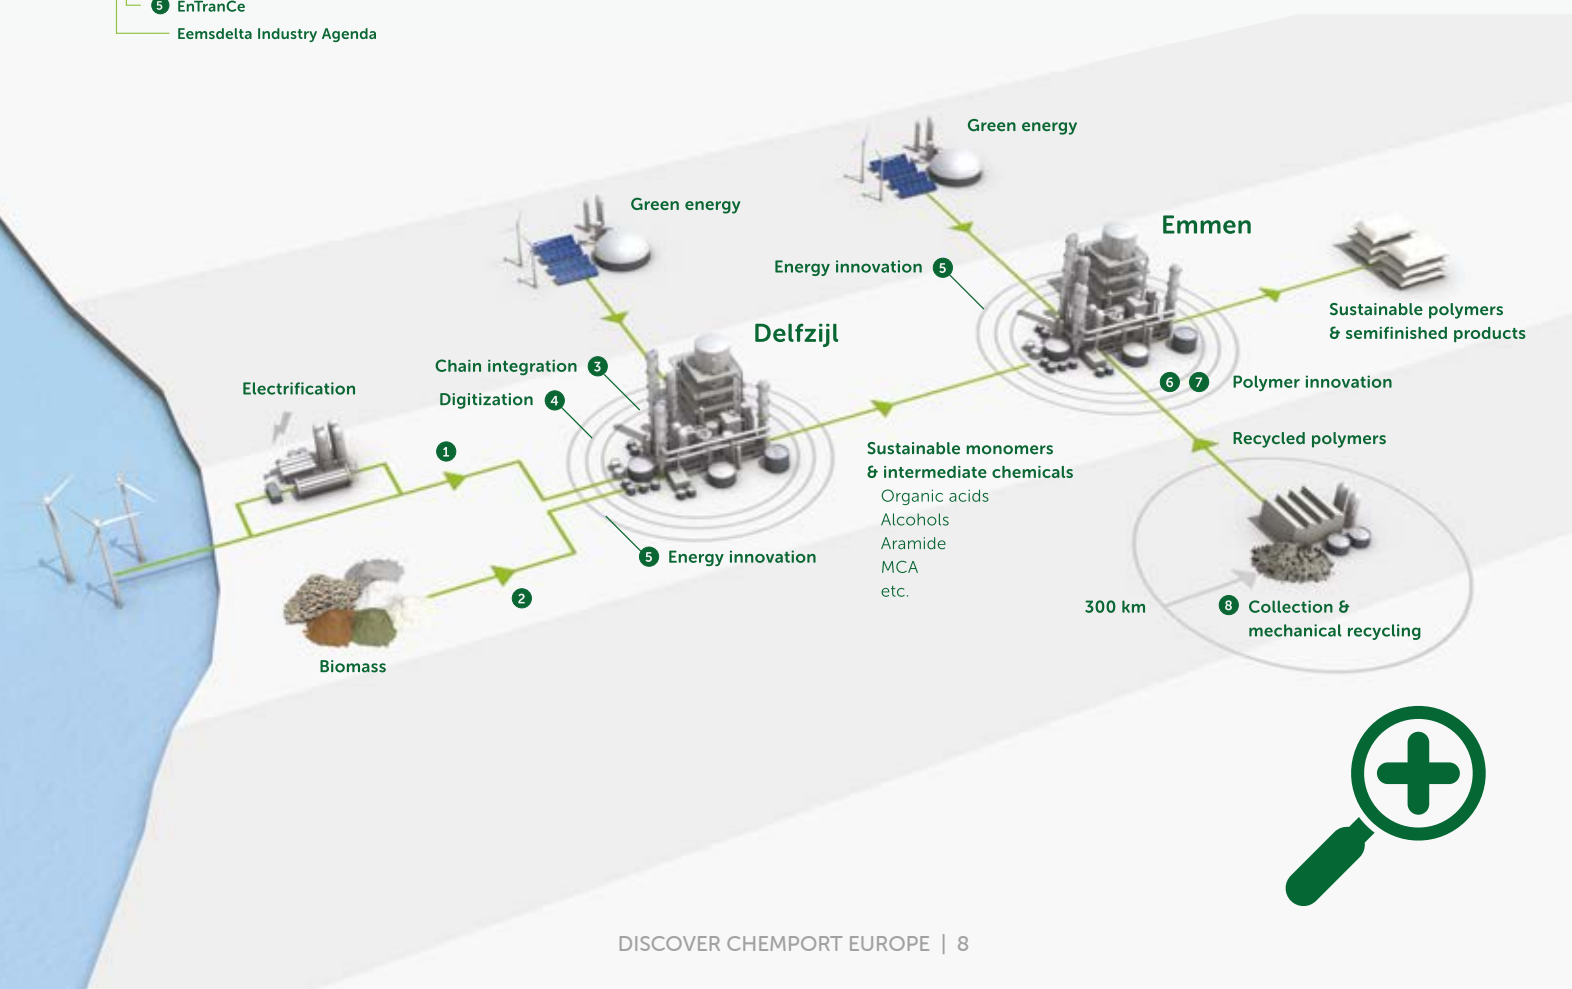 5 EnTranCe
Eemsdelta Industry Agenda
Green energy
Green energy
Emmen
Energy innovation 5
Sustainable polymers
& semifinished products
Delfzijl
Chain integration 3
Digitization 4
Electrification
6 7 Polymer innovation
Recycled polymers
1
Sustainable monomers
& intermediate chemicals
Organic acids
Alcohols
Aramide
MCA
etc.
5 Energy innovation
2
300 km
8 Collection &
mechanical recycling
Biomass
DISCOVER CHEMPORT EUROPE | 8